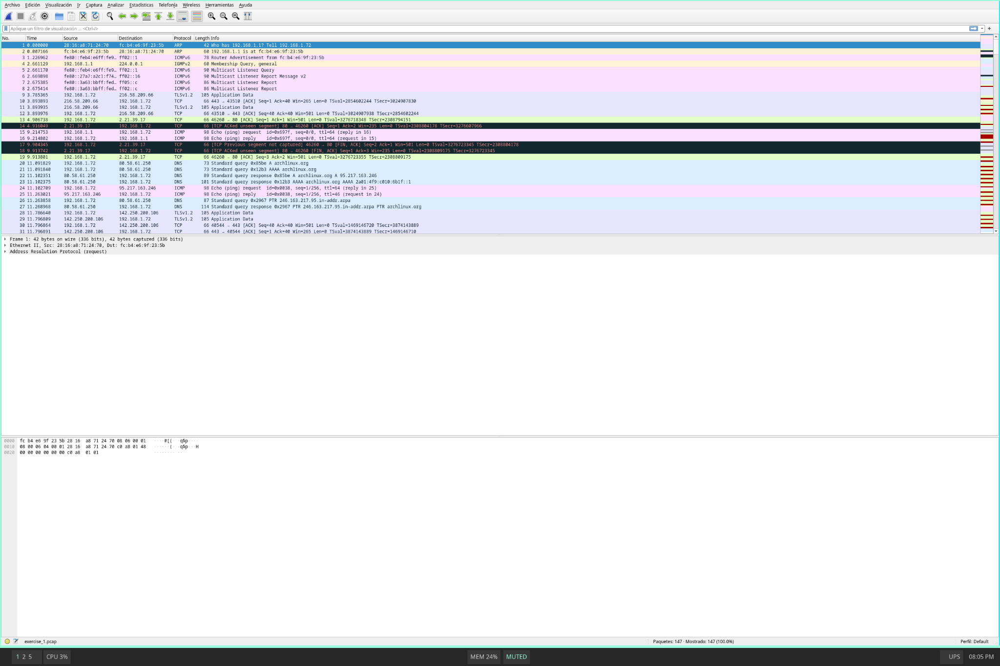 Archivo Edición Visualización Ir Captura Analizar Estadísticas Telefonía Wireless Herramientas Ayuda
Aplique un filtro de visualización ... <Ctrl-/>
No. Time Source Destination Protocol Length Info
1 0.000000 28:16:a8:71:24:70 fc:b4:e6:9f:23:5b ARP 42 Who has 192.168.1.1? Tell 192.168.1.72
2 0.007166 fc:b4:e6:9f:23:5b 28:16:a8:71:24:70 ARP 60 192.168.1.1 is at fc:b4:e6:9f:23:5b
3 1.226962 fe80::feb4:e6ff:fe9… ff02::1 ICMPv6 78 Router Advertisement from fc:b4:e6:9f:23:5b
4 2.661129 192.168.1.1 224.0.0.1 IGMPv2 60 Membership Query, general
5 2.661170 fe80::feb4:e6ff:fe9… ff02::1 ICMPv6 90 Multicast Listener Query
6 2.669898 fe80::27a7:a2c1:f74… ff02::16 ICMPv6 90 Multicast Listener Report Message v2
7 2.675385 fe80::3a63:bbff:fed… ff05::c ICMPv6 86 Multicast Listener Report
8 2.675414 fe80::3a63:bbff:fed… ff02::c ICMPv6 86 Multicast Listener Report
9 3.785365 192.168.1.72 216.58.209.66 TLSv1.2 105 Application Data
10 3.893893 216.58.209.66 192.168.1.72 TCP 66 443 → 43510 [ACK] Seq=1 Ack=40 Win=265 Len=0 TSval=2854602244 TSecr=3024907830
11 3.893935 216.58.209.66 192.168.1.72 TLSv1.2 105 Application Data
12 3.893976 192.168.1.72 216.58.209.66 TCP 66 43510 → 443 [ACK] Seq=40 Ack=40 Win=501 Len=0 TSval=3024907938 TSecr=2854602244
13 4.906738 192.168.1.72 2.21.39.17 TCP 66 46260 → 80 [ACK] Seq=1 Ack=1 Win=501 Len=0 TSval=3276718348 TSecr=2308794151
14 4.916049 2.21.39.17 192.168.1.72 TCP 66 [TCP ACKed unseen segment] 80 → 46260 [ACK] Seq=1 Ack=2 Win=235 Len=0 TSval=2308804178 TSecr=3276607966
15 9.214753 192.168.1.1 192.168.1.72 ICMP 98 Echo (ping) request id=0x697f, seq=0/0, ttl=64 (reply in 16)
16 9.214802 192.168.1.72 192.168.1.1 ICMP 98 Echo (ping) reply id=0x697f, seq=0/0, ttl=64 (request in 15)
17 9.904345 192.168.1.72 2.21.39.17 TCP 66 [TCP Previous segment not captured] 46260 → 80 [FIN, ACK] Seq=2 Ack=1 Win=501 Len=0 TSval=3276723345 TSecr=2308804178
18 9.913742 2.21.39.17 192.168.1.72 TCP 66 [TCP ACKed unseen segment] 80 → 46260 [FIN, ACK] Seq=1 Ack=3 Win=235 Len=0 TSval=2308809175 TSecr=3276723345
19 9.913801 192.168.1.72 2.21.39.17 TCP 66 46260 → 80 [ACK] Seq=3 Ack=2 Win=501 Len=0 TSval=3276723355 TSecr=2308809175
20 11.091829 192.168.1.72 80.58.61.250 DNS 73 Standard query 0x85be A archlinux.org
21 11.091840 192.168.1.72 80.58.61.250 DNS 73 Standard query 0x12b3 AAAA archlinux.org
22 11.102351 80.58.61.250 192.168.1.72 DNS 89 Standard query response 0x85be A archlinux.org A 95.217.163.246
23 11.102375 80.58.61.250 192.168.1.72 DNS 101 Standard query response 0x12b3 AAAA archlinux.org AAAA 2a01:4f9:c010:6b1f::1
24 11.102709 192.168.1.72 95.217.163.246 ICMP 98 Echo (ping) request id=0x0038, seq=1/256, ttl=64 (reply in 25)
25 11.263021 95.217.163.246 192.168.1.72 ICMP 98 Echo (ping) reply id=0x0038, seq=1/256, ttl=46 (request in 24)
26 11.263858 192.168.1.72 80.58.61.250 DNS 87 Standard query 0x2967 PTR 246.163.217.95.in-addr.arpa
27 11.268968 80.58.61.250 192.168.1.72 DNS 114 Standard query response 0x2967 PTR 246.163.217.95.in-addr.arpa PTR archlinux.org
28 11.786640 192.168.1.72 142.250.200.106 TLSv1.2 105 Application Data
29 11.796809 142.250.200.106 192.168.1.72 TLSv1.2 105 Application Data
30 11.796864 192.168.1.72 142.250.200.106 TCP 66 40544 → 443 [ACK] Seq=40 Ack=40 Win=501 Len=0 TSval=1469146720 TSecr=3874143889
31 11.796891 142.250.200.106 192.168.1.72 TCP 66 443 → 40544 [ACK] Seq=1 Ack=40 Win=265 Len=0 TSval=3874143889 TSecr=1469146710
Frame 1: 42 bytes on wire (336 bits), 42 bytes captured (336 bits)
Ethernet II, Src: 28:16:a8:71:24:70, Dst: fc:b4:e6:9f:23:5b
Address Resolution Protocol (request)
0000 fc b4 e6 9f 23 5b 28 16 a8 71 24 70 08 06 00 01 ····#[(· ·q$p····
0010 08 00 06 04 00 01 28 16 a8 71 24 70 c0 a8 01 48 ······(· ·q$p···H
0020 00 00 00 00 00 00 c0 a8 01 01 ········ ··
exercise_1.pcap Paquetes: 147 · Mostrado: 147 (100.0%) Perfil: Default
1 2 5 CPU 3% MEM 24% MUTED UPS 08:05 PM